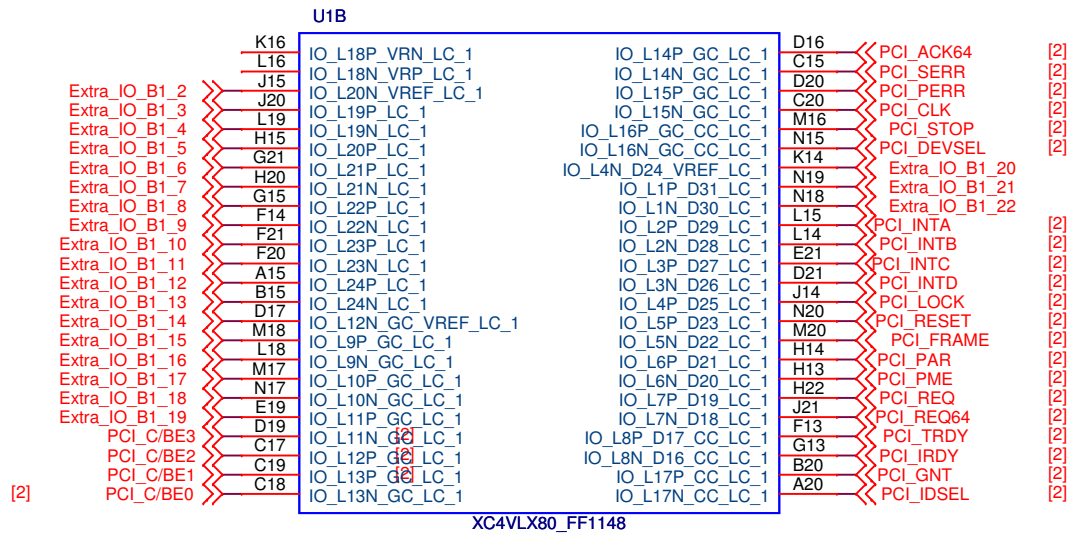 U1B
K16 IO_L18P_VRN_LC_1 IO_L14P_GC_LC_1 D16 PCI_ACK64 [2]
L16 IO_L18N_VRP_LC_1 IO_L14N_GC_LC_1 C15 PCI_SERR [2]
Extra_IO_B1_2 J15 IO_L20N_VREF_LC_1 IO_L15P_GC_LC_1 D20 PCI_PERR [2]
Extra_IO_B1_3 J20 IO_L19P_LC_1 IO_L15N_GC_LC_1 C20 PCI_CLK [2]
Extra_IO_B1_4 L19 IO_L19N_LC_1 IO_L16P_GC_CC_LC_1 M16 PCI_STOP [2]
Extra_IO_B1_5 H15 IO_L20P_LC_1 IO_L16N_GC_CC_LC_1 N15 PCI_DEVSEL [2]
Extra_IO_B1_6 G21 IO_L21P_LC_1 IO_L4N_D24_VREF_LC_1 K14 Extra_IO_B1_20
Extra_IO_B1_7 H20 IO_L21N_LC_1 IO_L1P_D31_LC_1 N19 Extra_IO_B1_21
Extra_IO_B1_8 G15 IO_L22P_LC_1 IO_L1N_D30_LC_1 N18 Extra_IO_B1_22
Extra_IO_B1_9 F14 IO_L22N_LC_1 IO_L2P_D29_LC_1 L15 PCI_INTA [2]
Extra_IO_B1_10 F21 IO_L23P_LC_1 IO_L2N_D28_LC_1 L14 PCI_INTB [2]
Extra_IO_B1_11 F20 IO_L23N_LC_1 IO_L3P_D27_LC_1 E21 PCI_INTC [2]
Extra_IO_B1_12 A15 IO_L24P_LC_1 IO_L3N_D26_LC_1 D21 PCI_INTD [2]
Extra_IO_B1_13 B15 IO_L24N_LC_1 IO_L4P_D25_LC_1 J14 PCI_LOCK [2]
Extra_IO_B1_14 D17 IO_L12N_GC_VREF_LC_1 IO_L5P_D23_LC_1 N20 PCI_RESET [2]
Extra_IO_B1_15 M18 IO_L9P_GC_LC_1 IO_L5N_D22_LC_1 M20 PCI_FRAME [2]
Extra_IO_B1_16 L18 IO_L9N_GC_LC_1 IO_L6P_D21_LC_1 H14 PCI_PAR [2]
Extra_IO_B1_17 M17 IO_L10P_GC_LC_1 IO_L6N_D20_LC_1 H13 PCI_PME [2]
Extra_IO_B1_18 N17 IO_L10N_GC_LC_1 IO_L7P_D19_LC_1 H22 PCI_REQ [2]
Extra_IO_B1_19 E19 IO_L11P_GC_LC_1 IO_L7N_D18_LC_1 J21 PCI_REQ64 [2]
PCI_C/BE3 D19 IO_L11N_GC_LC_1 [2] IO_L8P_D17_CC_LC_1 F13 PCI_TRDY [2]
PCI_C/BE2 C17 IO_L12P_GC_LC_1 [2] IO_L8N_D16_CC_LC_1 G13 PCI_IRDY [2]
PCI_C/BE1 C19 IO_L13P_GC_LC_1 [2] IO_L17P_CC_LC_1 B20 PCI_GNT [2]
[2] PCI_C/BE0 C18 IO_L13N_GC_LC_1 IO_L17N_CC_LC_1 A20 PCI_IDSEL [2]
XC4VLX80_FF1148